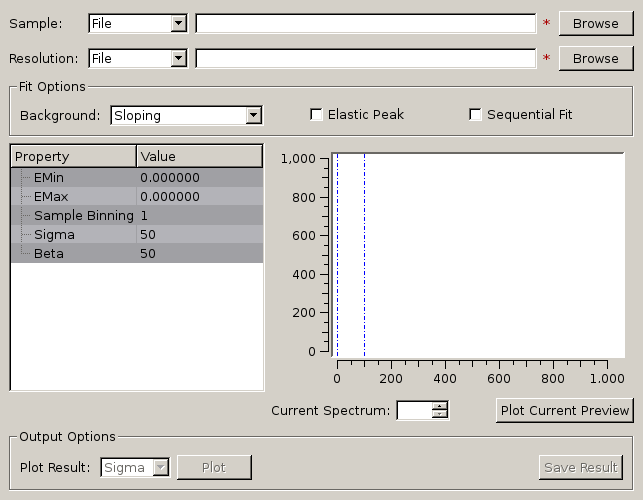 Sample: File * Browse
Resolution: File * Browse
Fit Options
Background: Sloping Elastic Peak Sequential Fit
Property Value
EMin 0.000000
EMax 0.000000
Sample Binning 1
Sigma 50
Beta 50
1,000
800
600
400
200
0
0 200 400 600 800 1.000
Current Spectrum:
Plot Current Preview
Output Options
Plot Result: Sigma Plot Save Result